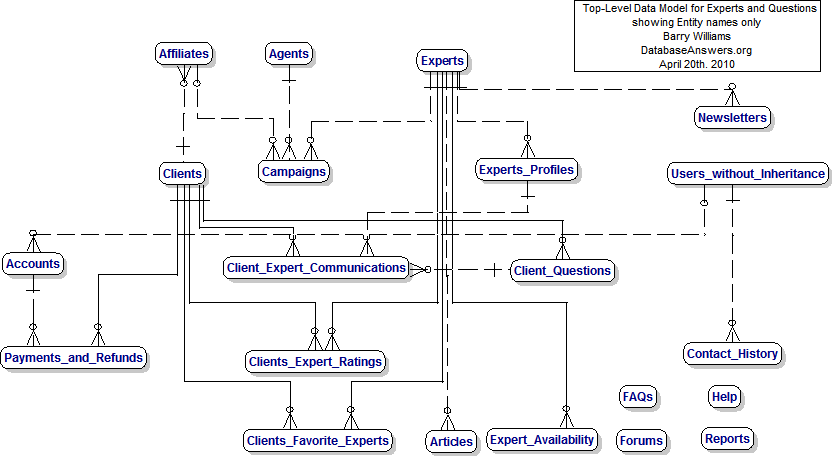 Top-Level Data Model for Experts and Questions
showing Entity names only
Barry Williams
DatabaseAnswers.org
April 20th. 2010
Affiliates
Agents
Experts
Newsletters
Clients
Campaigns
Experts_Profiles
Users_without_Inheritance
Accounts
Client_Expert_Communications
Client_Questions
Payments_and_Refunds
Clients_Expert_Ratings
Contact_History
FAQs
Help
Clients_Favorite_Experts
Articles
Expert_Availability
Forums
Reports